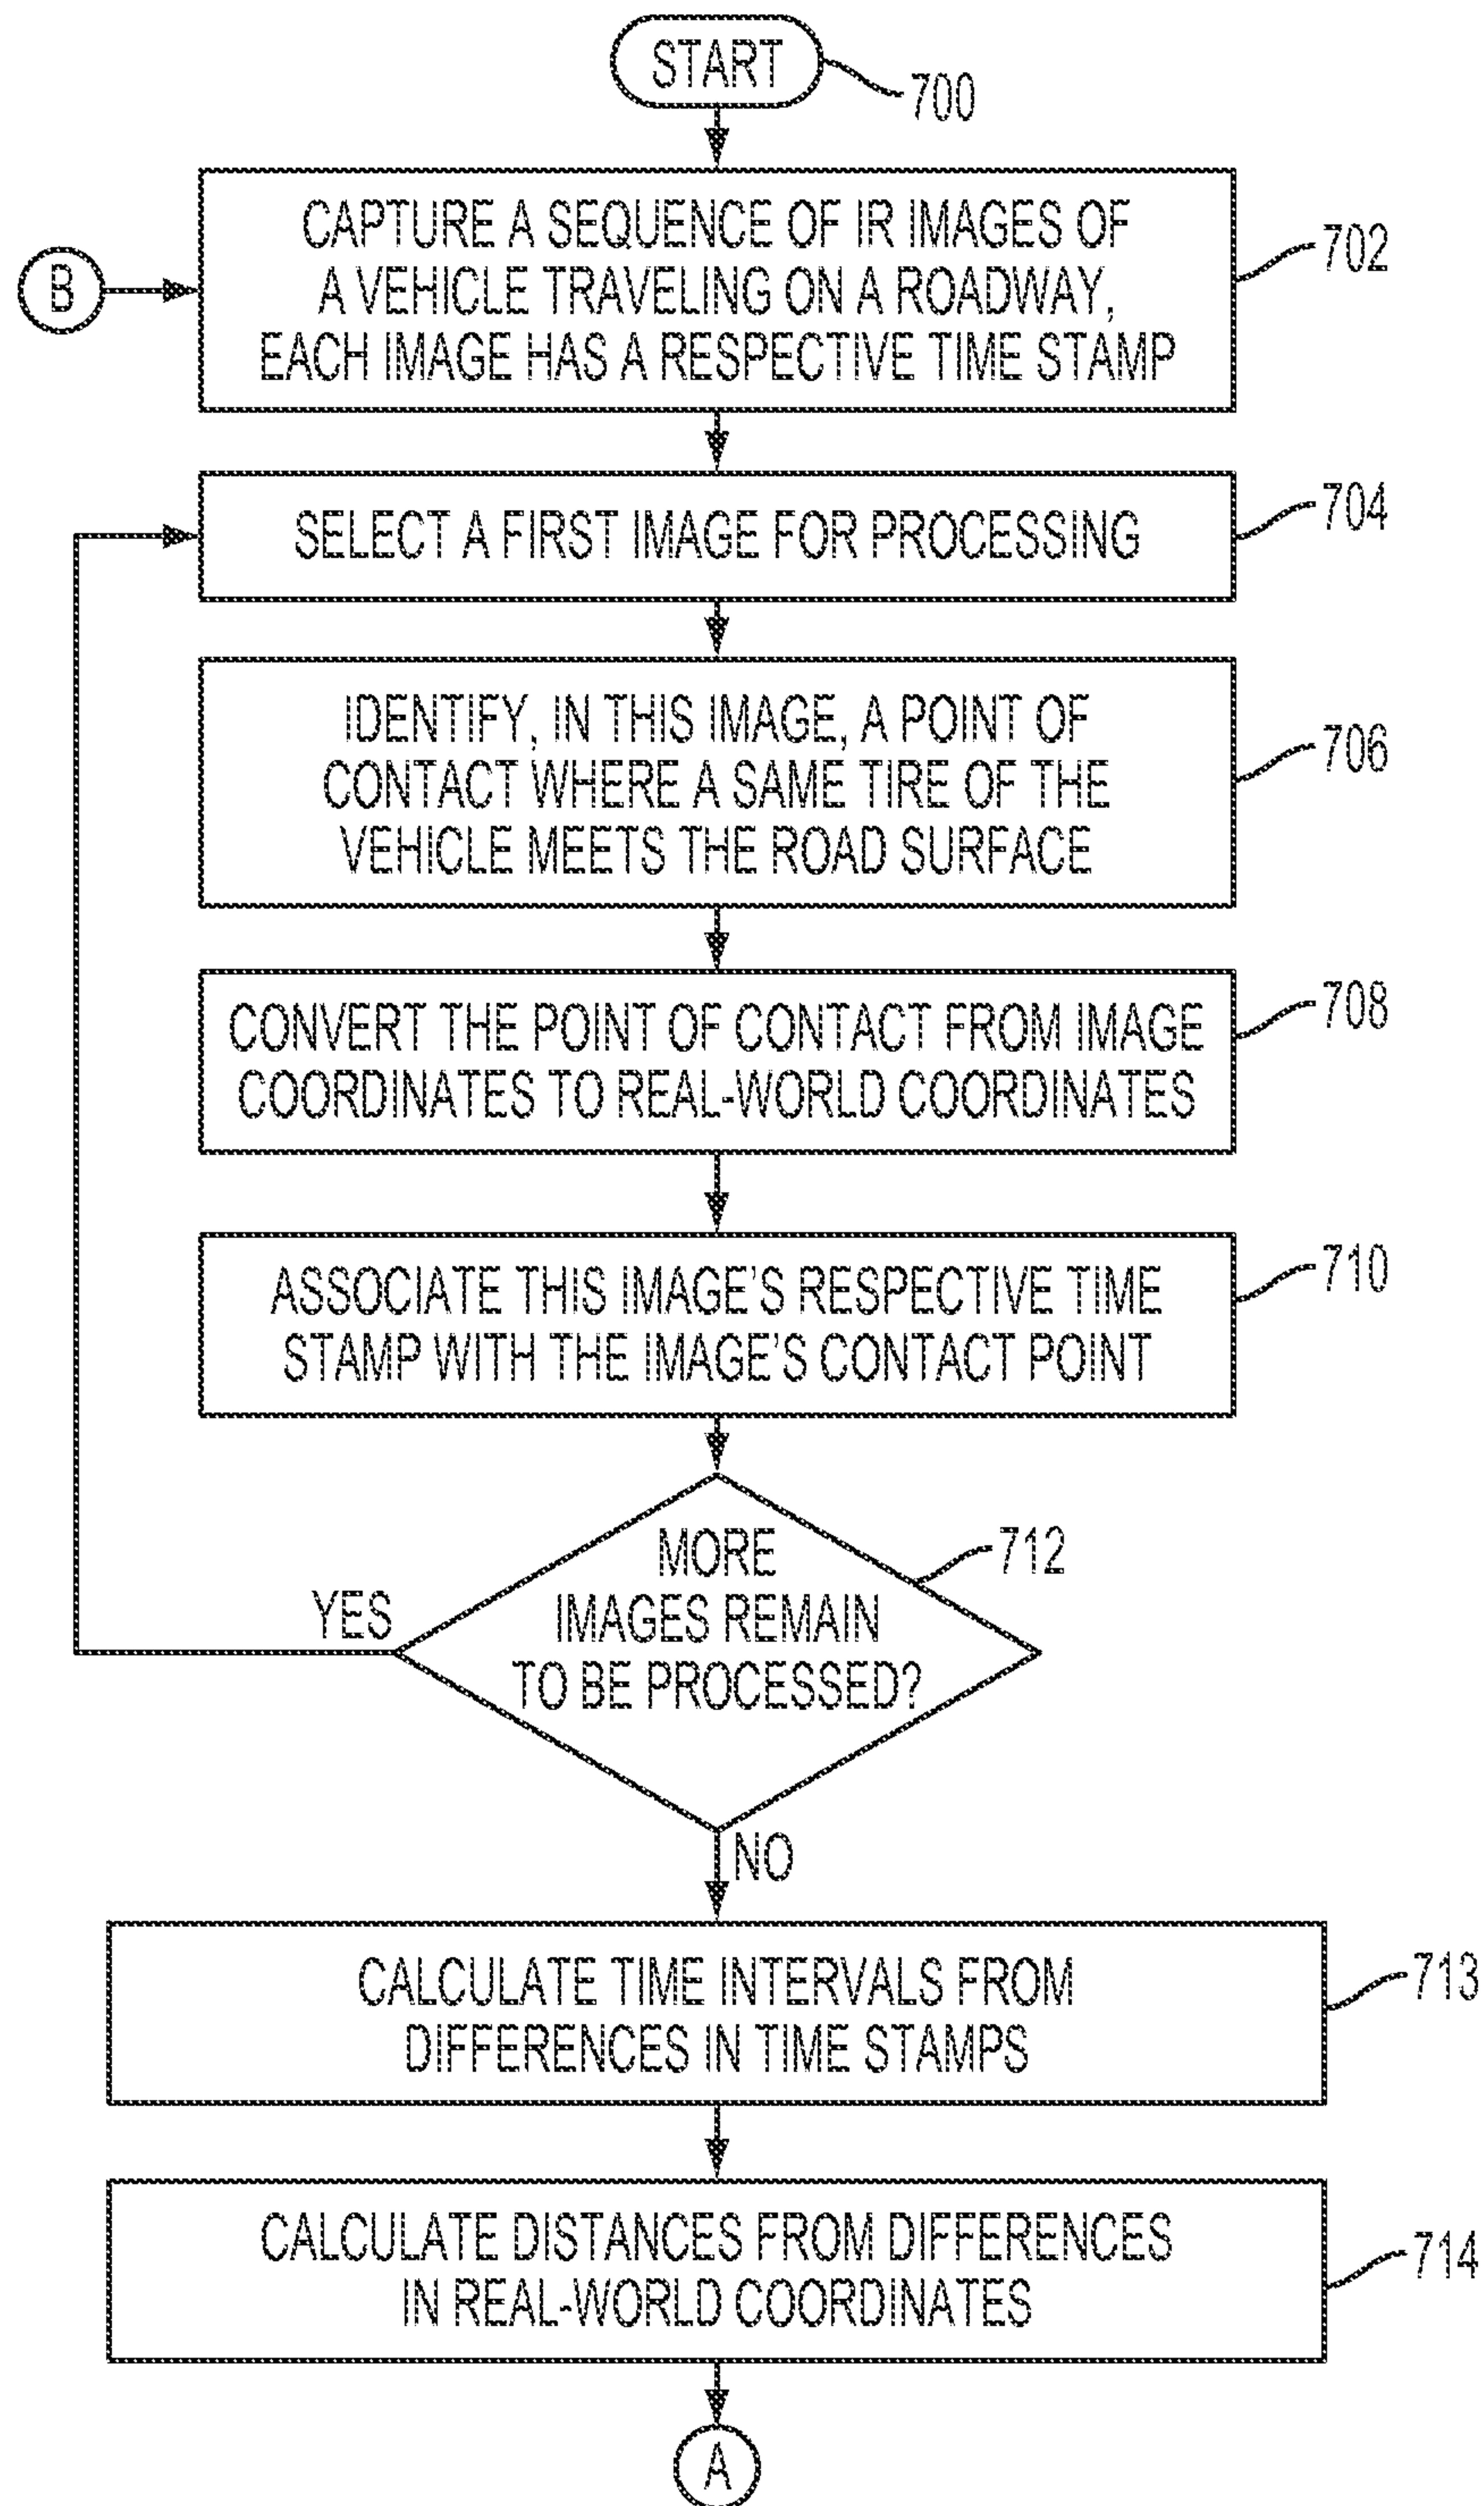 START
700
B
CAPTURE A SEQUENCE OF IR IMAGES OF
A VEHICLE TRAVELING ON A ROADWAY,
EACH IMAGE HAS A RESPECTIVE TIME STAMP
702
SELECT A FIRST IMAGE FOR PROCESSING
704
IDENTIFY, IN THIS IMAGE, A POINT OF
CONTACT WHERE A SAME TIRE OF THE
VEHICLE MEETS THE ROAD SURFACE
706
CONVERT THE POINT OF CONTACT FROM IMAGE
COORDINATES TO REAL-WORLD COORDINATES
708
ASSOCIATE THIS IMAGE'S RESPECTIVE TIME
STAMP WITH THE IMAGE'S CONTACT POINT
710
MORE
IMAGES REMAIN
TO BE PROCESSED?
712
YES
NO
CALCULATE TIME INTERVALS FROM
DIFFERENCES IN TIME STAMPS
713
CALCULATE DISTANCES FROM DIFFERENCES
IN REAL-WORLD COORDINATES
714
A